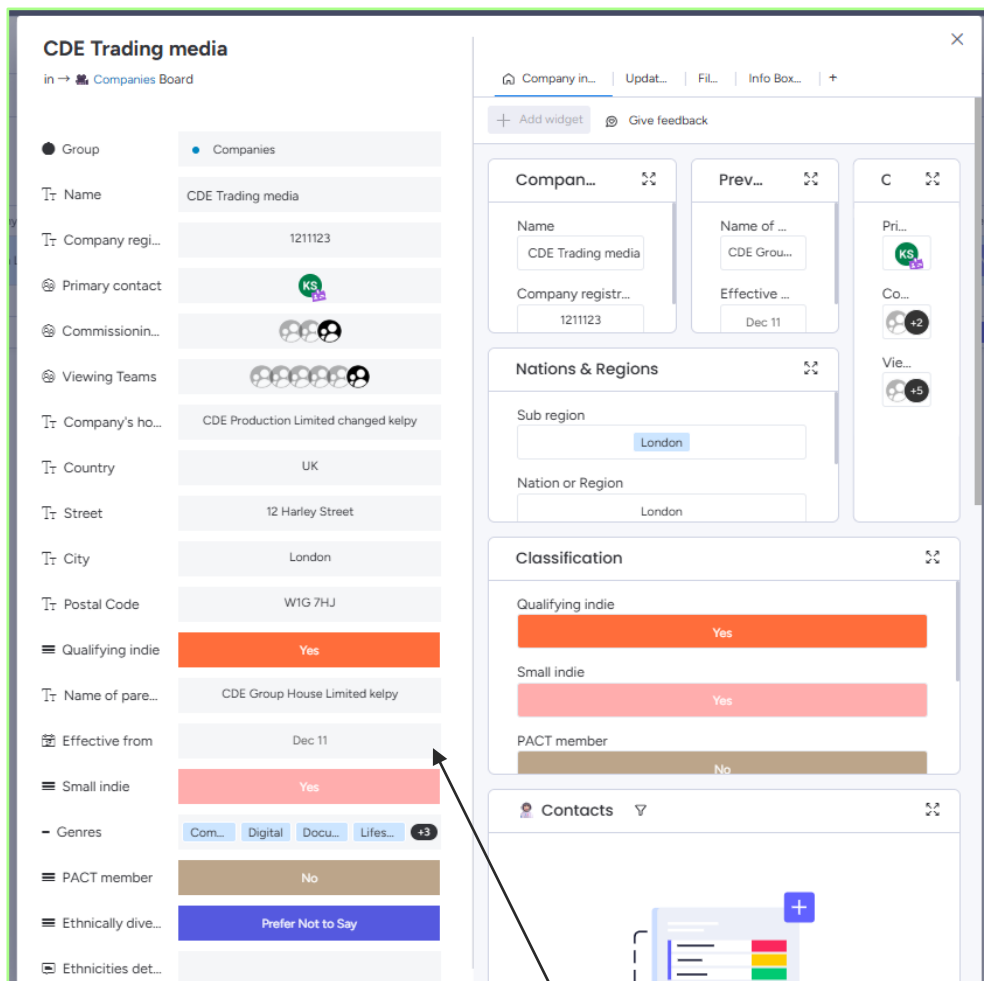 CDE Trading media
in → Companies Board
Group
Companies
Name
CDE Trading media
Company regi...
1211123
Primary contact
KS
Commissionin...
Viewing Teams
Company's ho...
CDE Production Limited changed kelpy
Country
UK
Street
12 Harley Street
City
London
Postal Code
W1G 7HJ
Qualifying indie
Yes
Name of pare...
CDE Group House Limited kelpy
Effective from
Dec 11
Small indie
Yes
Genres
Com... Digital Docu... Lifes... +3
PACT member
No
Ethnically dive...
Prefer Not to Say
Ethnicities det...
Company in... Updat... Fil... Info Box... +
+ Add widget Give feedback
Compan...
Name
CDE Trading media
Company registr...
1211123
Prev...
Name of ...
CDE Grou...
Effective ...
Dec 11
C
Pri...
KS
Co...
+2
Vie...
+5
Nations & Regions
Sub region
London
Nation or Region
London
Classification
Qualifying indie
Yes
Small indie
Yes
PACT member
No
Contacts